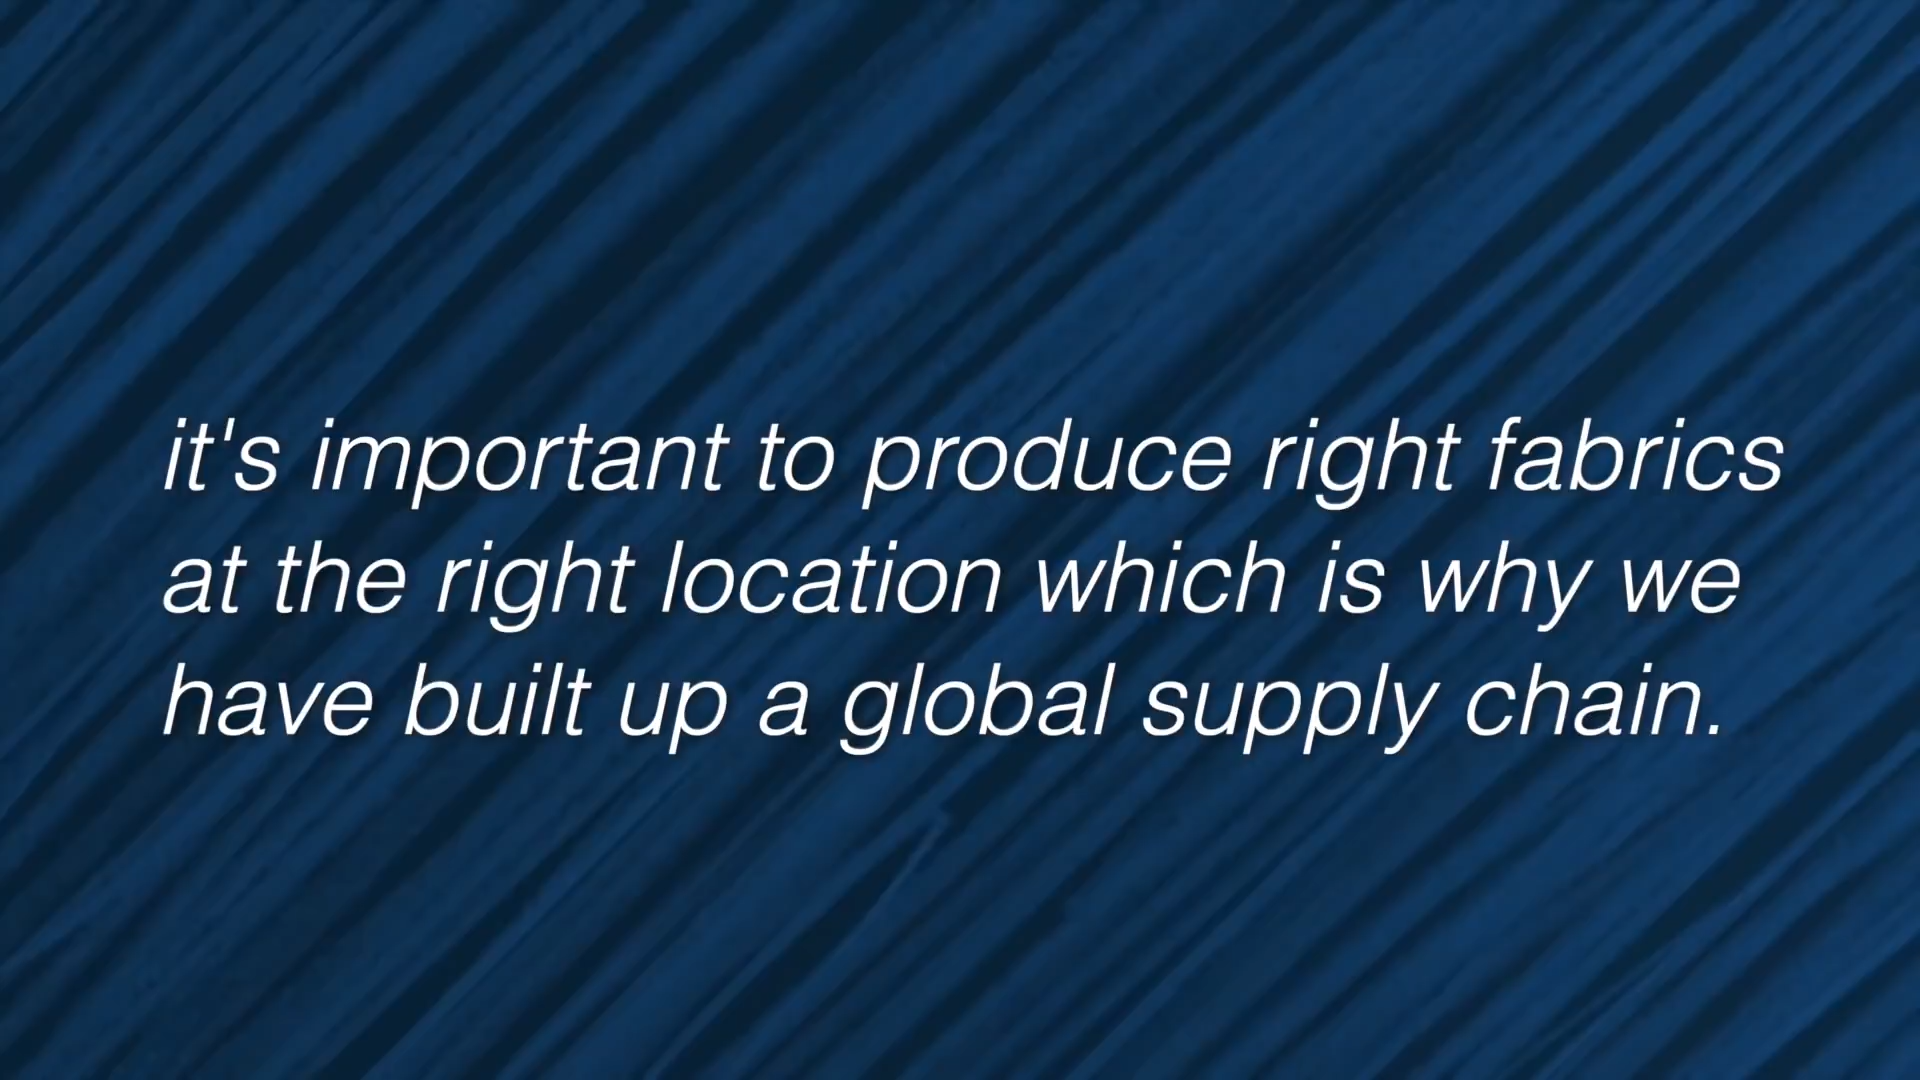 it's important to produce right fabrics
at the right location which is why we
have built up a global supply chain.